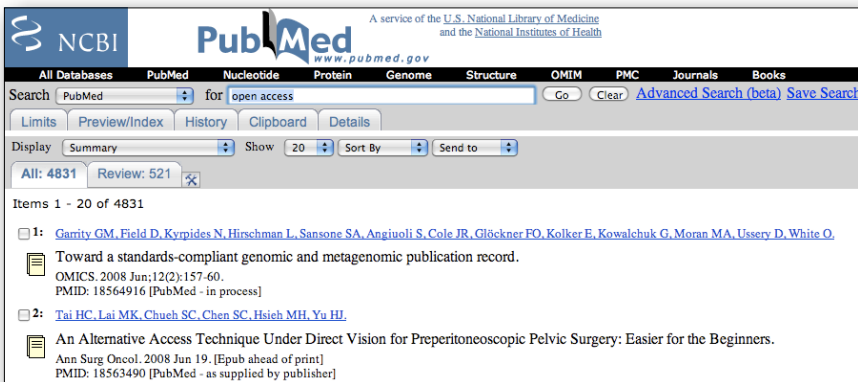 A service of the U.S. National Library of Medicine
and the National Institutes of Health
NCBI
PubMed
www.pubmed.gov
All Databases PubMed Nucleotide Protein Genome Structure OMIM PMC Journals Books
Search PubMed for open access Go Clear Advanced Search (beta) Save Search
Limits Preview/Index History Clipboard Details
Display Summary Show 20 Sort By Send to
All: 4831 Review: 521
Items 1 - 20 of 4831
1: Garrity GM, Field D, Kyrpides N, Hirschman L, Sansone SA, Angiuoli S, Cole JR, Glöckner FO, Kolker E, Kowalchuk G, Moran MA, Ussery D, White O.
Toward a standards-compliant genomic and metagenomic publication record.
OMICS. 2008 Jun;12(2):157-60.
PMID: 18564916 [PubMed - in process]
2: Tai HC, Lai MK, Chueh SC, Chen SC, Hsieh MH, Yu HJ.
An Alternative Access Technique Under Direct Vision for Preperitoneoscopic Pelvic Surgery: Easier for the Beginners.
Ann Surg Oncol. 2008 Jun 19. [Epub ahead of print]
PMID: 18563490 [PubMed - as supplied by publisher]